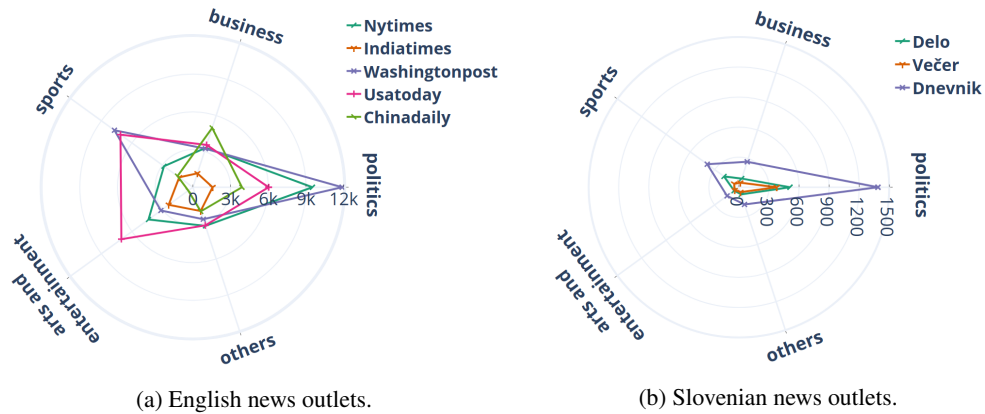 business
Nytimes
Indiatimes
Washingtonpost
Usatoday
Chinadaily
sports
politics
0 3k 6k 9k 12k
arts and
entertainment
others
(a) English news outlets.
business
Delo
Večer
Dnevnik
sports
politics
0 300 600 900 1200 1500
arts and
entertainment
others
(b) Slovenian news outlets.